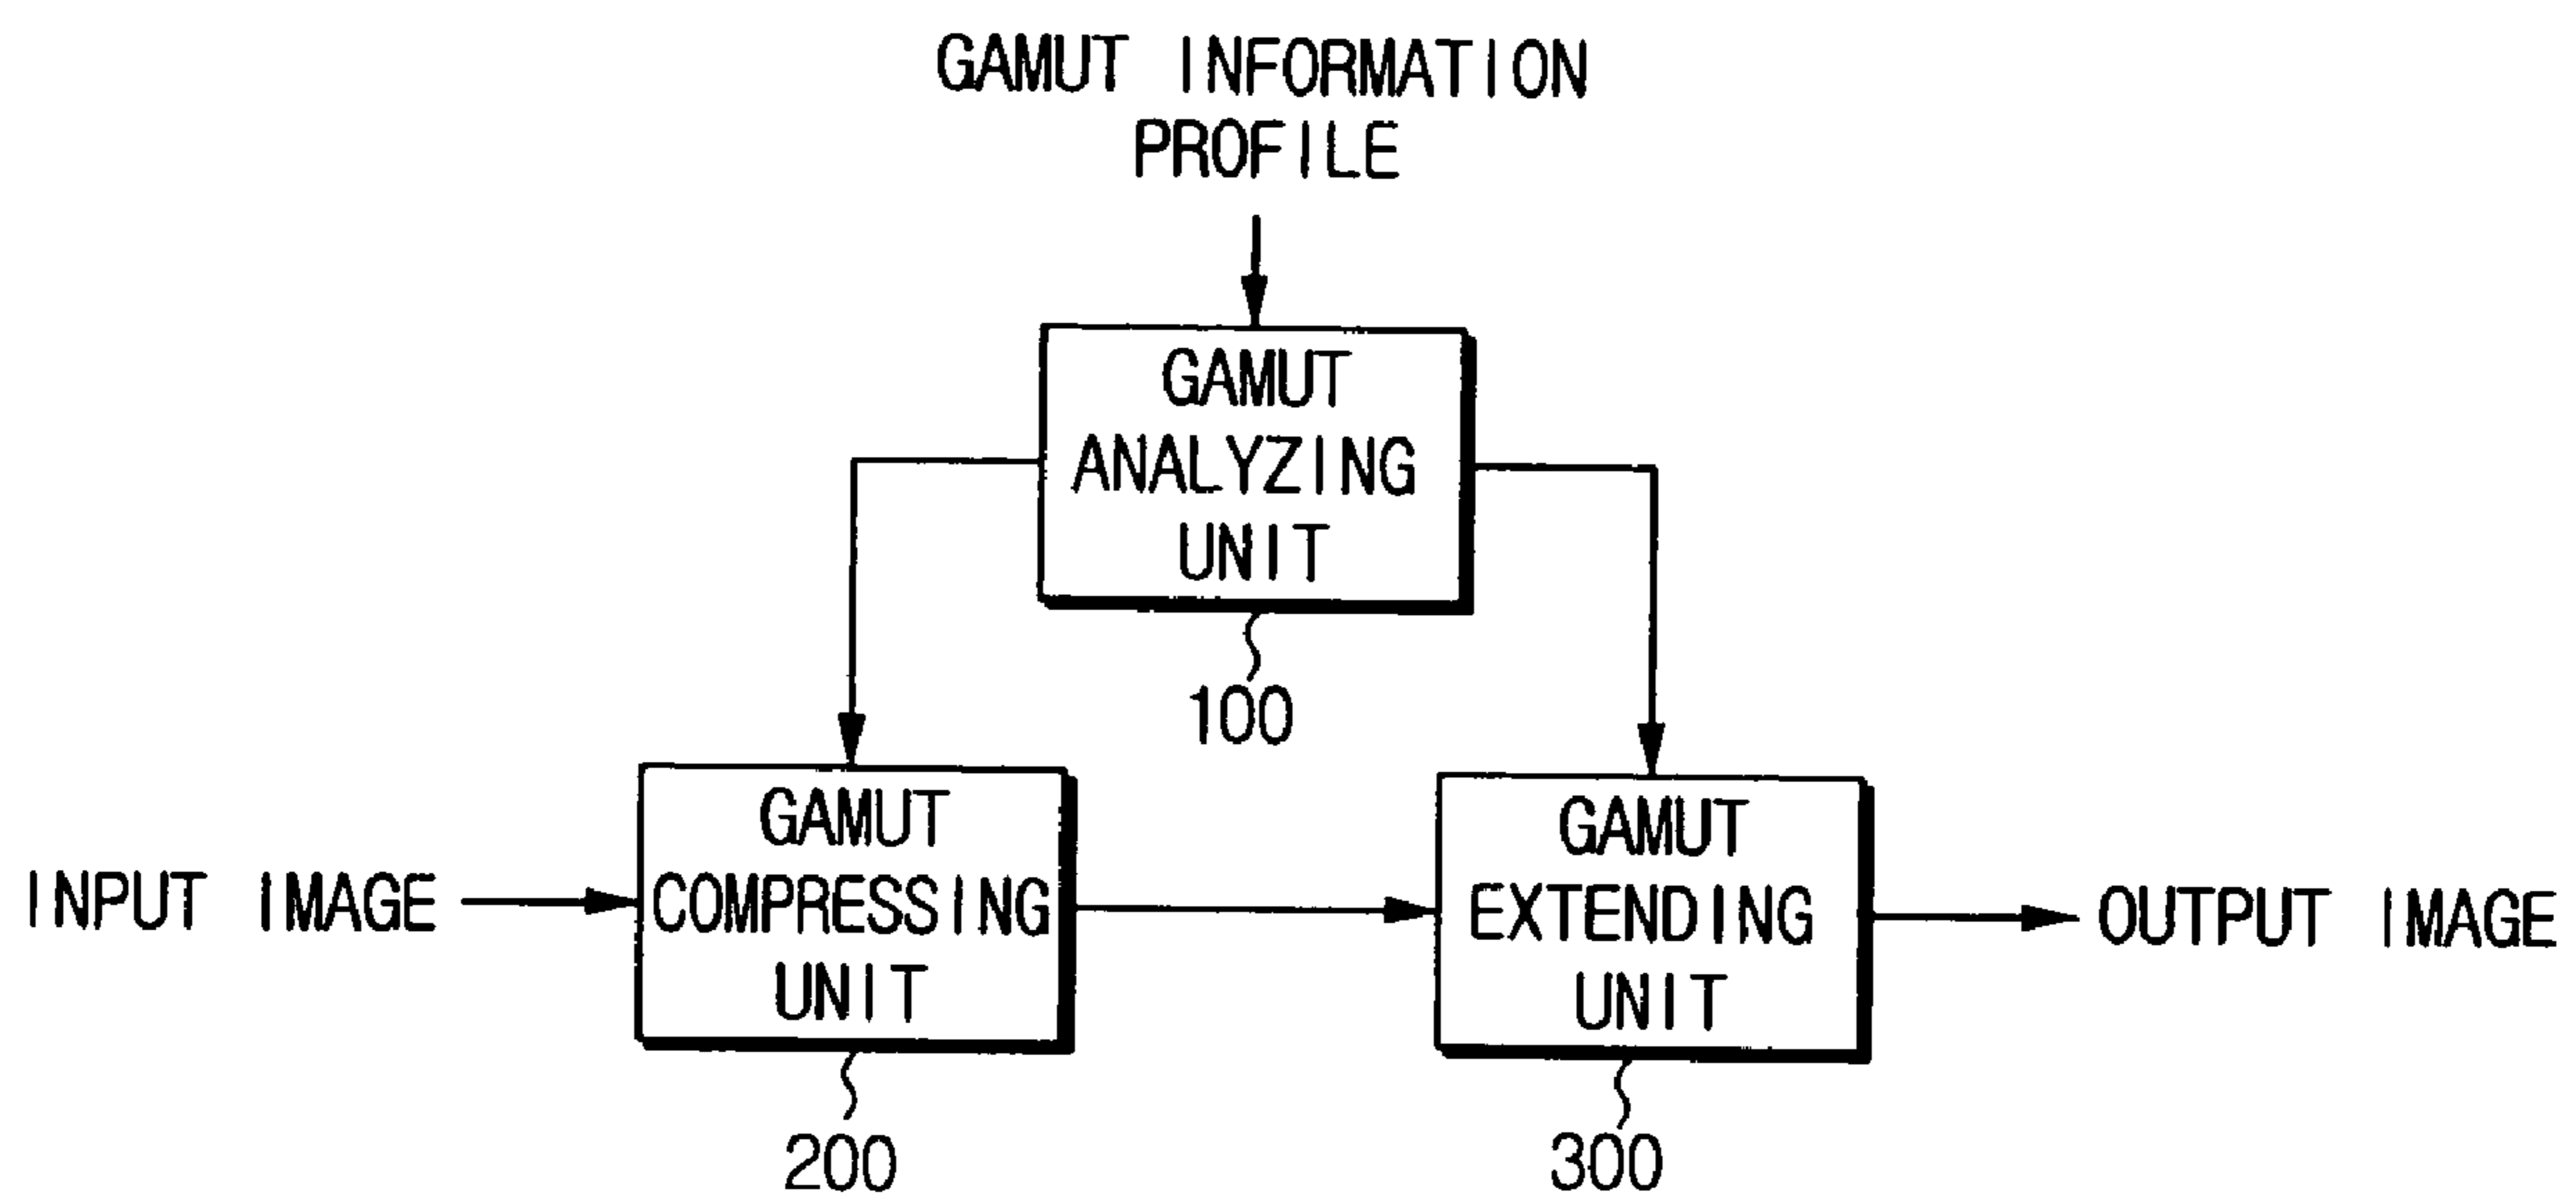 GAMUT INFORMATION
PROFILE
GAMUT
ANALYZING
UNIT
100
INPUT IMAGE
GAMUT
COMPRESSING
UNIT
200
GAMUT
EXTENDING
UNIT
300
OUTPUT IMAGE